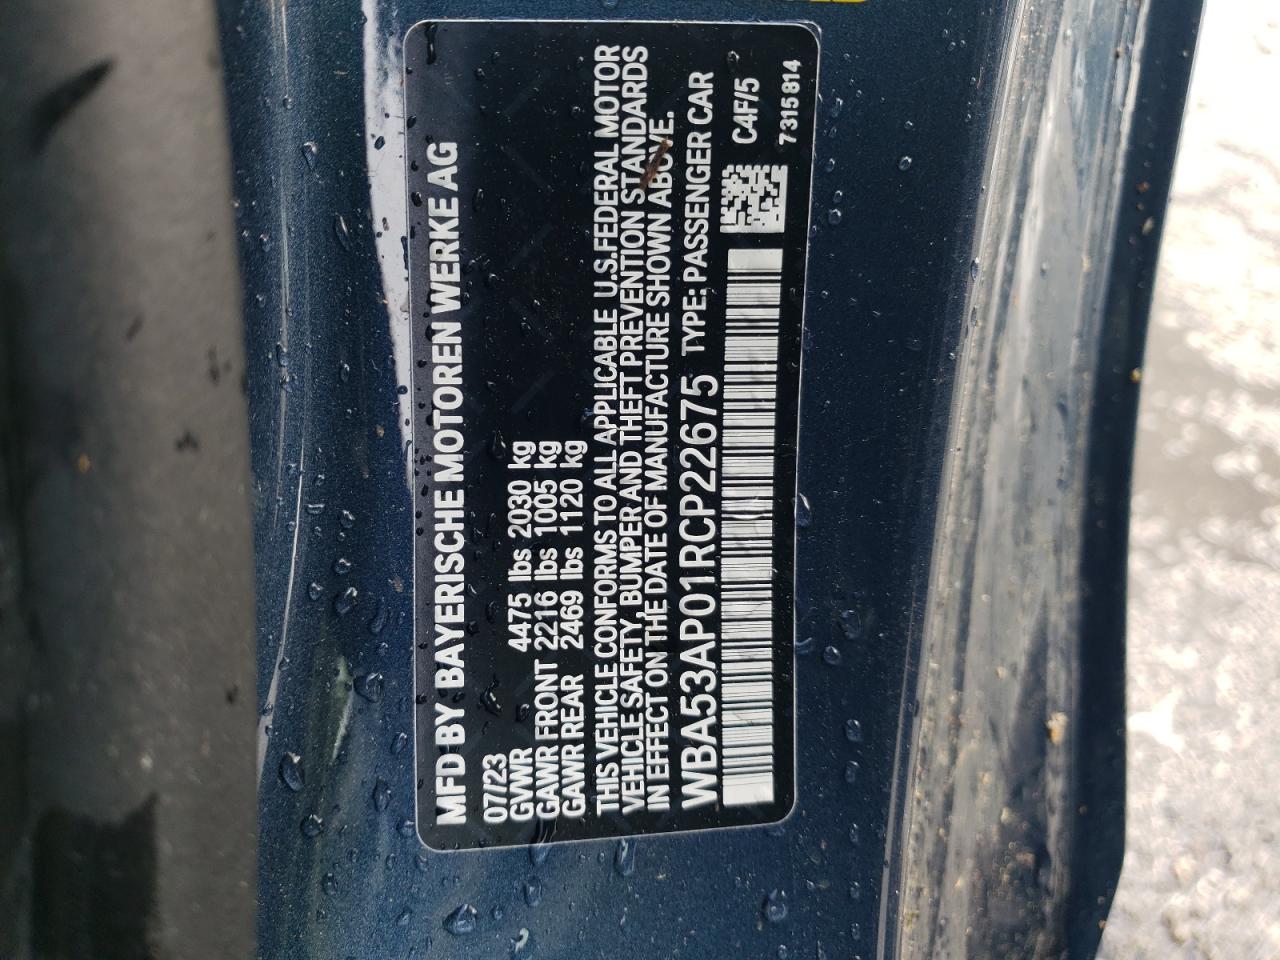 MFD BY BAYERISCHE MOTOREN WERKE AG
07/23
GVWR 4475 lbs 2030 kg
GAWR FRONT 2216 lbs 1005 kg
GAWR REAR 2469 lbs 1120 kg
THIS VEHICLE CONFORMS TO ALL APPLICABLE U.S.FEDERAL MOTOR
VEHICLE SAFETY, BUMPER AND THEFT PREVENTION STANDARDS
IN EFFECT ON THE DATE OF MANUFACTURE SHOWN ABOVE.
WBA53AP01RCP22675 TYPE: PASSENGER CAR
C4F/5
7315814